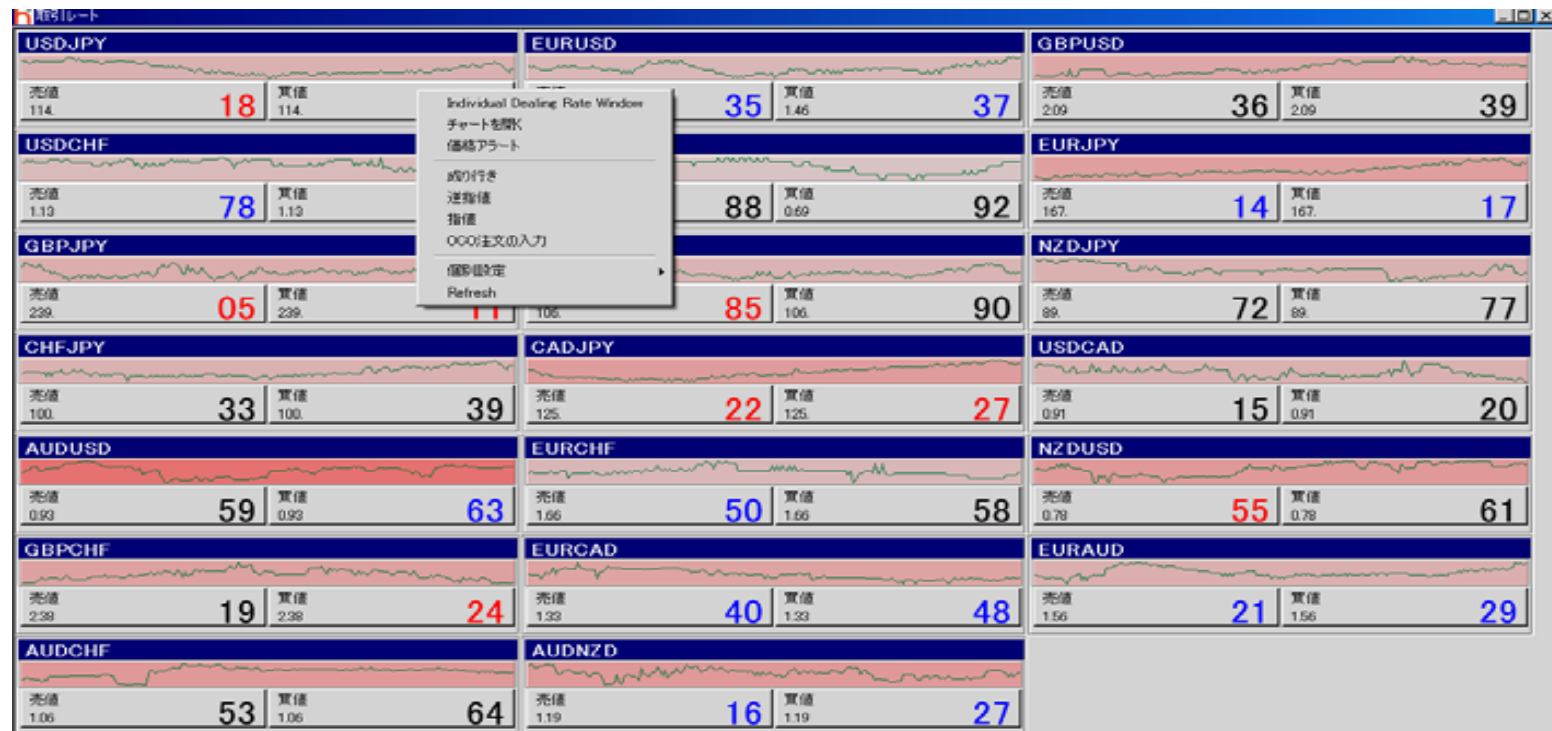 取引レート
USDJPY
売値 買値
114. 18 114.
EURUSD
35 買値 37
1.46
GBPUSD
売値 36 買値 39
2.09 2.09
Individual Dealing Rate Window
チャートを開く
価格アラート
成り行き
逆指値
指値
OCO注文の入力
個別設定
Refresh
USDCHF
売値 78 買値
1.13 1.13
88 買値 92
0.69
EURJPY
売値 14 買値 17
167. 167.
GBPJPY
売値 05 買値 11
239. 239.
85 買値 90
106. 106.
NZDJPY
売値 72 買値 77
89. 89.
CHFJPY
売値 33 買値 39
100. 100.
CADJPY
売値 22 買値 27
125. 125.
USDCAD
売値 15 買値 20
0.91 0.91
AUDUSD
売値 59 買値 63
0.93 0.93
EURCHF
売値 50 買値 58
1.66 1.66
NZDUSD
売値 55 買値 61
0.78 0.78
GBPCHF
売値 19 買値 24
2.38 2.38
EURCAD
売値 40 買値 48
1.33 1.33
EURAUD
売値 21 買値 29
1.56 1.56
AUDCHF
売値 53 買値 64
1.06 1.06
AUDNZD
売値 16 買値 27
1.19 1.19